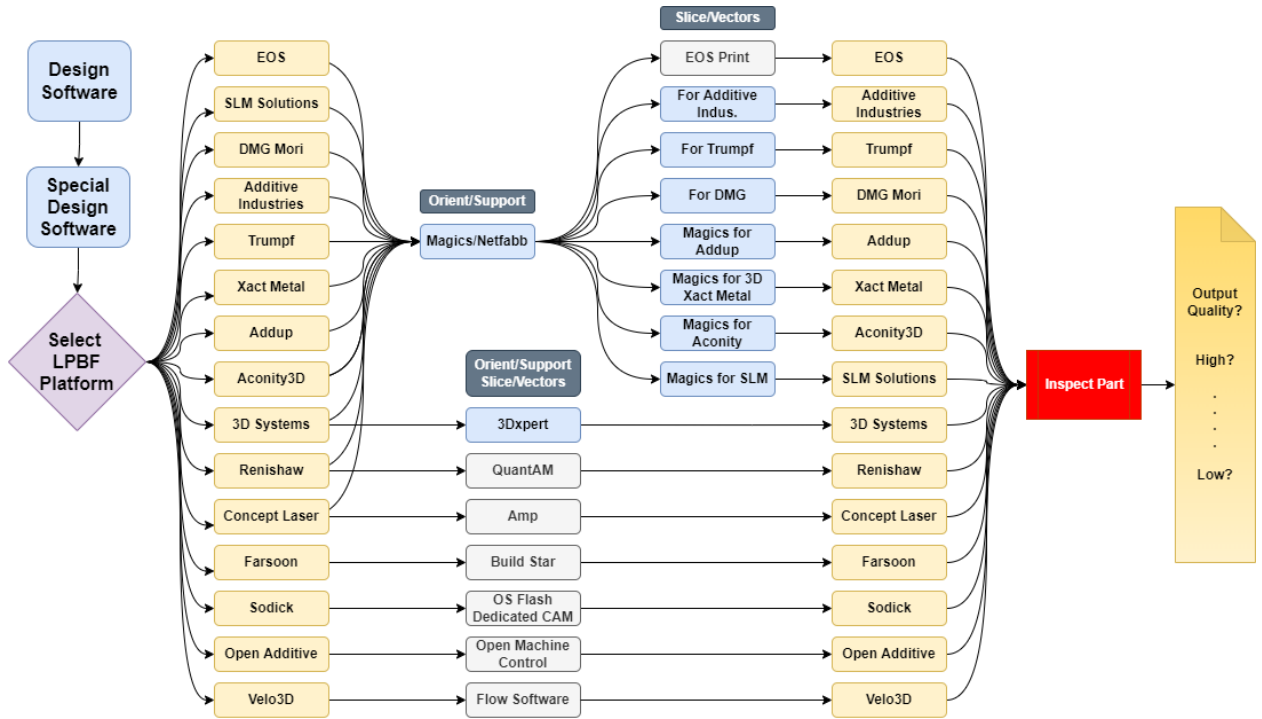 Design
Software
Special
Design
Software
Select
LPBF
Platform
EOS
SLM Solutions
DMG Mori
Additive
Industries
Trumpf
Xact Metal
Addup
Aconity3D
3D Systems
Renishaw
Concept Laser
Farsoon
Sodick
Open Additive
Velo3D
Orient/Support
Magics/Netfabb
Orient/Support
Slice/Vectors
3Dxpert
QuantAM
Amp
Build Star
OS Flash
Dedicated CAM
Open Machine
Control
Flow Software
Slice/Vectors
EOS Print
For Additive
Indus.
For Trumpf
For DMG
Magics for
Addup
Magics for 3D
Xact Metal
Magics for
Aconity
Magics for SLM
EOS
Additive
Industries
Trumpf
DMG Mori
Addup
Xact Metal
Aconity3D
SLM Solutions
3D Systems
Renishaw
Concept Laser
Farsoon
Sodick
Open Additive
Velo3D
Inspect Part
Output
Quality?
High?
.
.
.
.
Low?